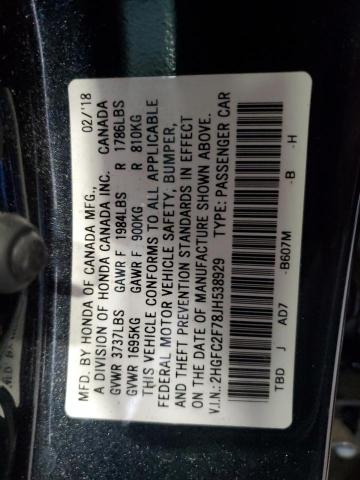 MFD. BY HONDA OF CANADA MFG., 02/'18
A DIVISION OF HONDA CANADA INC. CANADA
GVWR 3737LBS GAWR F 1984LBS R 1786LBS
GVWR 1695KG GAWR F 900KG R 810KG
THIS VEHICLE CONFORMS TO ALL APPLICABLE
FEDERAL MOTOR VEHICLE SAFETY, BUMPER,
AND THEFT PREVENTION STANDARDS IN EFFECT
ON THE DATE OF MANUFACTURE SHOWN ABOVE.
V.I.N.: 2HGFC2F78JH538929 TYPE: PASSENGER CAR
TBD J AD7 -B607M -B -H